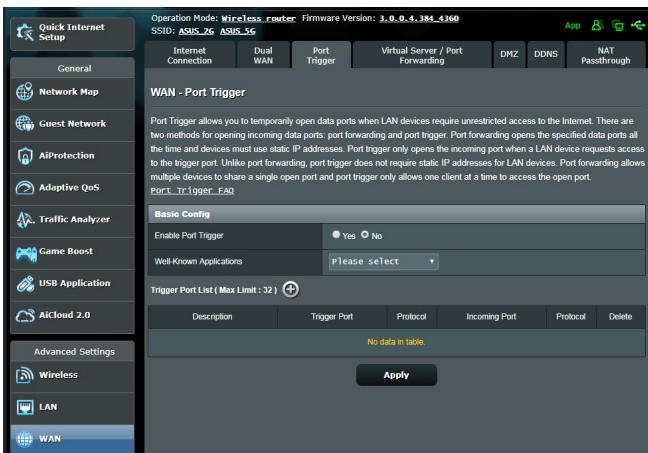 Quick Internet
Setup
General
Network Map
Guest Network
AiProtection
Adaptive QoS
Traffic Analyzer
Game Boost
USB Application
AiCloud 2.0
Advanced Settings
Wireless
LAN
WAN
Operation Mode: Wireless router Firmware Version: 3.0.0.4.384_4360
SSID: ASUS_2G ASUS_5G
App
Internet Connection
Dual WAN
Port Trigger
Virtual Server / Port Forwarding
DMZ
DDNS
NAT Passthrough
WAN - Port Trigger
Port Trigger allows you to temporarily open data ports when LAN devices require unrestricted access to the Internet. There are
two methods for opening incoming data ports: port forwarding and port trigger. Port forwarding opens the specified data ports all
the time and devices must use static IP addresses. Port trigger only opens the incoming port when a LAN device requests access
to the trigger port. Unlike port forwarding, port trigger does not require static IP addresses for LAN devices. Port forwarding allows
multiple devices to share a single open port and port trigger only allows one client at a time to access the open port.
Port Trigger FAQ
Basic Config
Enable Port Trigger Yes No
Well-Known Applications Please select
Trigger Port List ( Max Limit : 32 )
Description Trigger Port Protocol Incoming Port Protocol Delete
No data in table.
Apply